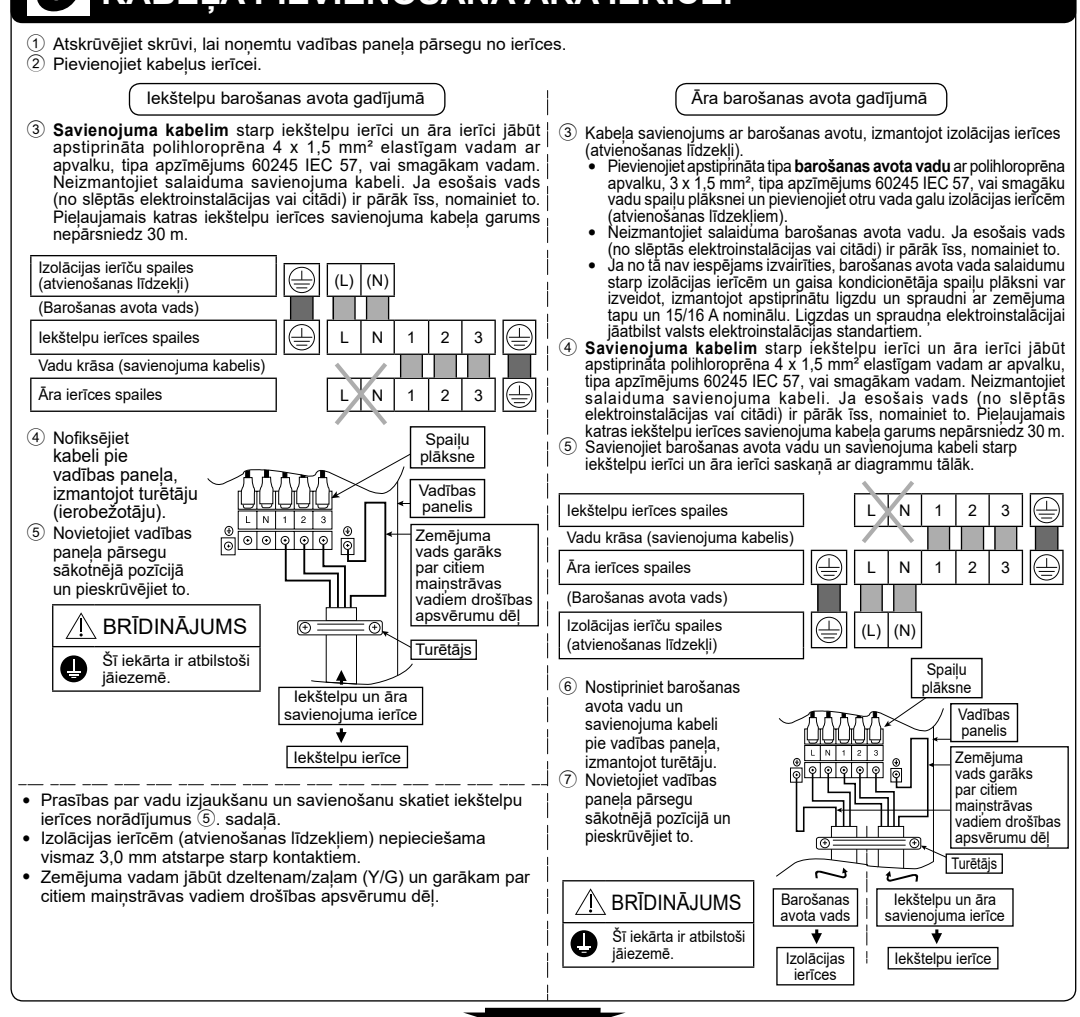 ① Atskrūvējiet skrūvi, lai noņemtu vadības paneļa pārsegu no ierīces.
② Pievienojiet kabeļus ierīcei.
Iekštelpu barošanas avota gadījumā
③ Savienojuma kabelim starp iekštelpu ierīci un āra ierīci jābūt
apstiprināta polihloroprēna 4 x 1,5 mm² elastīgam vadam ar
apvalku, tipa apzīmējums 60245 IEC 57, vai smagākam vadam.
Neizmantojiet salaiduma savienojuma kabeli. Ja esošais vads
(no slēptās elektroinstalācijas vai citādi) ir pārāk īss, nomainiet to.
Pieļaujamais katras iekštelpu ierīces savienojuma kabeļa garums
nepārsniedz 30 m.
Izolācijas ierīču spailes
(atvienošanas līdzekļi)
(L) (N)
(Barošanas avota vads)
Iekštelpu ierīces spailes
L N 1 2 3
Vadu krāsa (savienojuma kabelis)
Āra ierīces spailes
L N 1 2 3
④ Nofiksējiet
kabeli pie
vadības paneļa,
izmantojot turētāju
(ierobežotāju).
⑤ Novietojiet vadības
paneļa pārsegu
sākotnējā pozīcijā
un pieskrūvējiet to.
BRĪDINĀJUMS
Šī iekārta ir atbilstoši
jāiezemē.
Spaiļu
plāksne
Vadības
panelis
L N 1 2 3
Zemējuma
vads garāks
par citiem
maiņstrāvas
vadiem drošības
apsvērumu dēļ
Turētājs
Iekštelpu un āra
savienojuma ierīce
Iekštelpu ierīce
• Prasības par vadu izjaukšanu un savienošanu skatiet iekštelpu
ierīces norādījumus ⑤. sadaļā.
• Izolācijas ierīcēm (atvienošanas līdzekļiem) nepieciešama
vismaz 3,0 mm atstarpe starp kontaktiem.
• Zemējuma vadam jābūt dzeltenam/zaļam (Y/G) un garākam par
citiem maiņstrāvas vadiem drošības apsvērumu dēļ.
Āra barošanas avota gadījumā
③ Kabeļa savienojums ar barošanas avotu, izmantojot izolācijas ierīces
(atvienošanas līdzekļi).
• Pievienojiet apstiprināta tipa barošanas avota vadu ar polihloroprēna
apvalku, 3 x 1,5 mm², tipa apzīmējums 60245 IEC 57, vai smagāku
vadu spaiļu plāksnei un pievienojiet otru vada galu izolācijas ierīcēm
(atvienošanas līdzekļiem).
• Neizmantojiet salaiduma barošanas avota vadu. Ja esošais vads
(no slēptās elektroinstalācijas vai citādi) ir pārāk īss, nomainiet to.
• Ja no tā nav iespējams izvairīties, barošanas avota vada salaidumu
starp izolācijas ierīcēm un gaisa kondicionētāja spaiļu plāksni var
izveidot, izmantojot apstiprinātu ligzdu un spraudni ar zemējuma
tapu un 15/16 A nominālu. Ligzdas un spraudņa elektroinstalācijai
jāatbilst valsts elektroinstalācijas standartiem.
④ Savienojuma kabelim starp iekštelpu ierīci un āra ierīci jābūt
apstiprināta polihloroprēna 4 x 1,5 mm² elastīgam vadam ar apvalku,
tipa apzīmējums 60245 IEC 57, vai smagākam vadam. Neizmantojiet
salaiduma savienojuma kabeli. Ja esošais vads (no slēptās
elektroinstalācijas vai citādi) ir pārāk īss, nomainiet to. Pieļaujamais
katras iekštelpu ierīces savienojuma kabeļa garums nepārsniedz 30 m.
⑤ Savienojiet barošanas avota vadu un savienojuma kabeli starp
iekštelpu ierīci un āra ierīci saskaņā ar diagrammu tālāk.
Iekštelpu ierīces spailes
L N 1 2 3
Vadu krāsa (savienojuma kabelis)
Āra ierīces spailes
L N 1 2 3
(Barošanas avota vads)
Izolācijas ierīču spailes
(atvienošanas līdzekļi)
(L) (N)
⑥ Nostipriniet barošanas
avota vadu un
savienojuma kabeli
pie vadības paneļa,
izmantojot turētāju.
⑦ Novietojiet vadības
paneļa pārsegu
sākotnējā pozīcijā un
pieskrūvējiet to.
BRĪDINĀJUMS
Šī iekārta ir atbilstoši
jāiezemē.
Spaiļu
plāksne
Vadības
panelis
L N 1 2 3
Zemējuma
vads garāks
par citiem
maiņstrāvas
vadiem drošības
apsvērumu dēļ
Turētājs
Barošanas
avota vads
Iekštelpu un āra
savienojuma ierīce
Izolācijas
ierīces
Iekštelpu ierīce